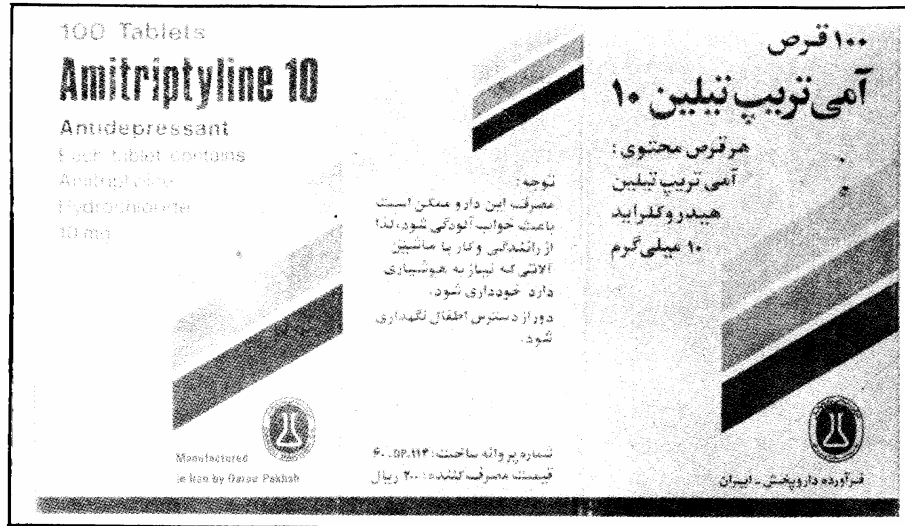 100 Tablets
Amitriptyline 10
Antidepressant
Each tablet contains
Amitriptyline
Hydrochloride
10 mg
Manufactured
in Iran by Darou Pakhsh
توجه:
مصرف این دارو ممکن است
باعث خواب آلودگی شود، لذا
از رانندگی و کار با ماشین
آلاتی که نیاز به هوشیاری
دارد خودداری شود.
دور از دسترس اطفال نگهداری
شود.
شماره پروانه ساخت:
قیمت مصرف کننده: ۲۰۰ ریال
۱۰۰ قرص
آمی تریپ تیلین ۱۰
هر قرص محتوی:
آمی تریپ تیلین
هیدروکلراید
۱۰ میلی گرم
فرآورده داروپخش ـ ایران